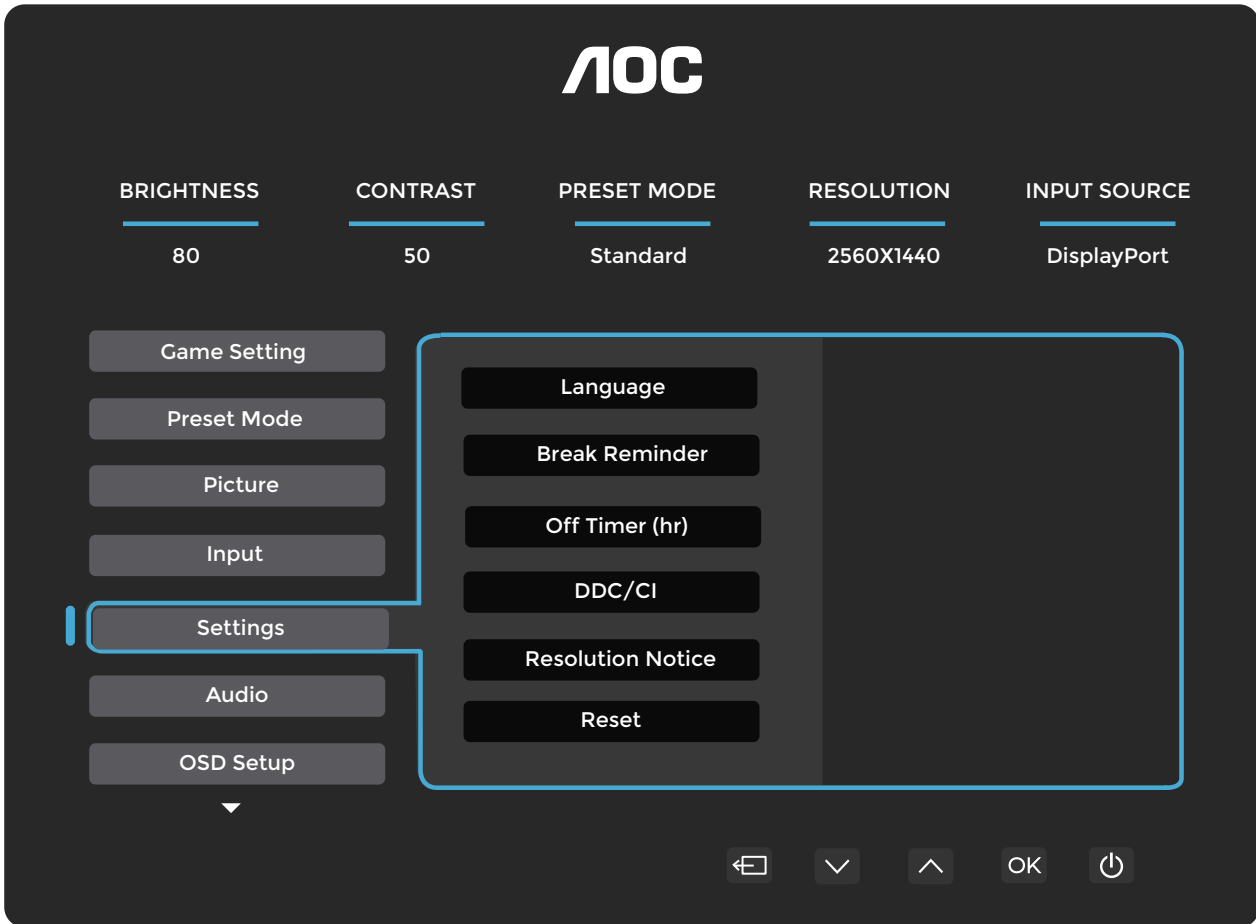 AOC
BRIGHTNESS CONTRAST PRESET MODE RESOLUTION INPUT SOURCE
80 50 Standard 2560X1440 DisplayPort
Game Setting
Preset Mode
Picture
Input
Settings
Audio
OSD Setup
Language
Break Reminder
Off Timer (hr)
DDC/CI
Resolution Notice
Reset
OK